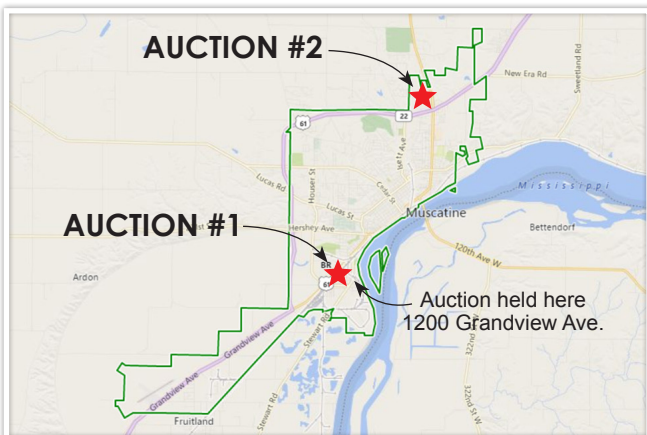 AUCTION #2
New Era Rd
Sweetland Rd
61
22
Isett Ave
Houser St
Lucas Rd
Cedar St
Lucas St
Mississippi
Muscatine
AUCTION #1
Hershey Ave
Bettendorf
120th Ave W
BR
Ardon
61
Auction held here
1200 Grandview Ave.
Stewart Rd
Grandview Ave
322nd St W
Grandview Ave
Stewart Rd
322nd St W
Fruitland